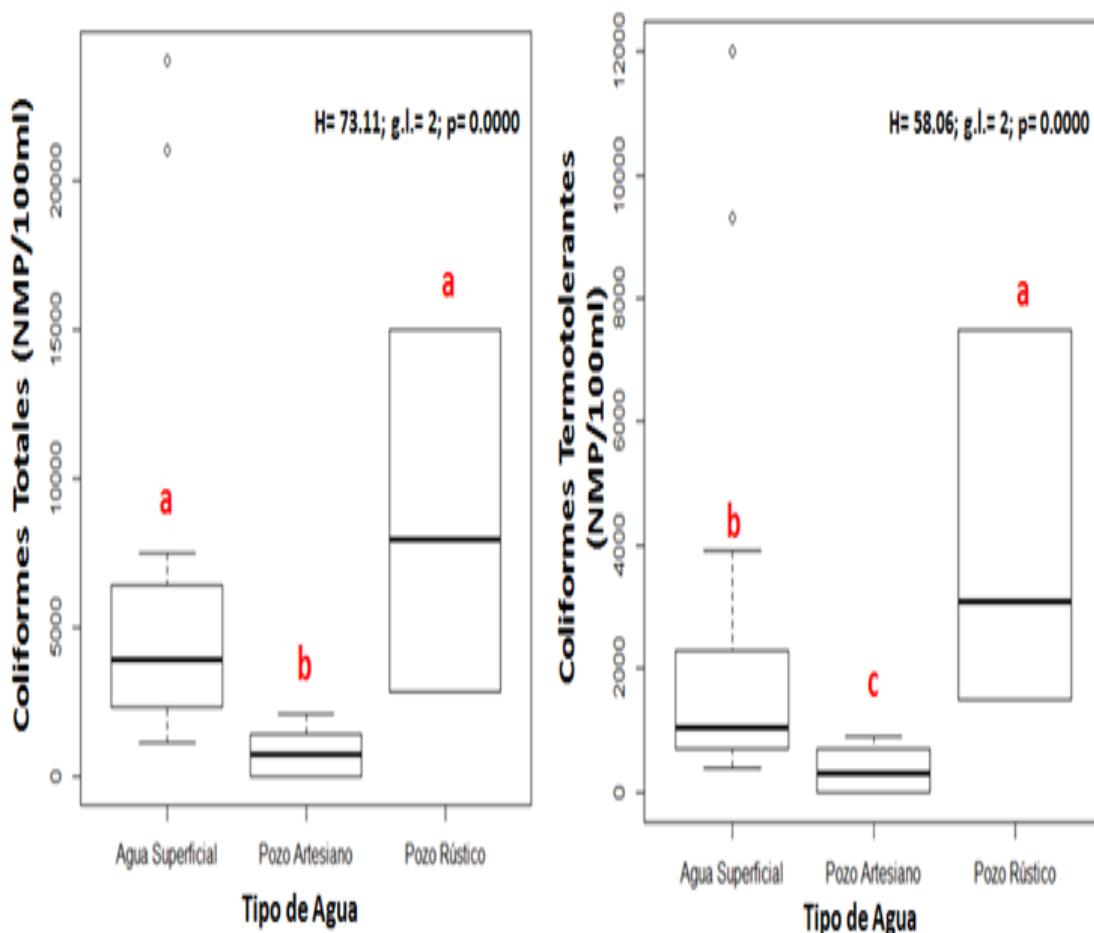 Coliformes Totales (NMP/100ml)
20000
15000
10000
5000
0
H= 73.11; g.l.= 2; p= 0.0000
a
b
a
Agua Superficial
Pozo Artesiano
Pozo Rústico
Tipo de Agua
Coliformes Termotolerantes
(NMP/100ml)
12000
10000
8000
6000
4000
2000
0
H= 58.06; g.l.= 2; p= 0.0000
b
c
a
Agua Superficial
Pozo Artesiano
Pozo Rústico
Tipo de Agua